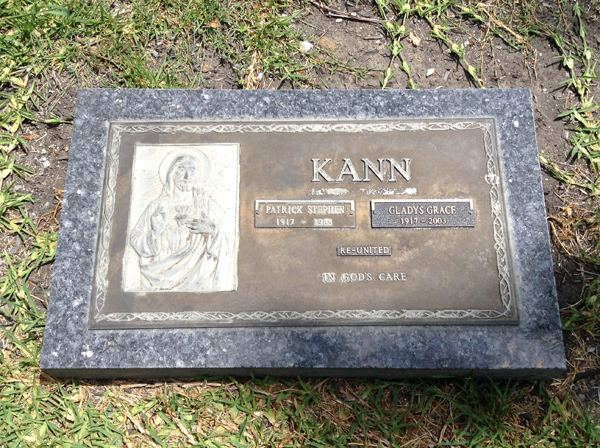 KANN
PATRICK STEPHEN
GLADYS GRACE
1917 -
1917 - 2003
RE-UNITED
IN GOD'S CARE